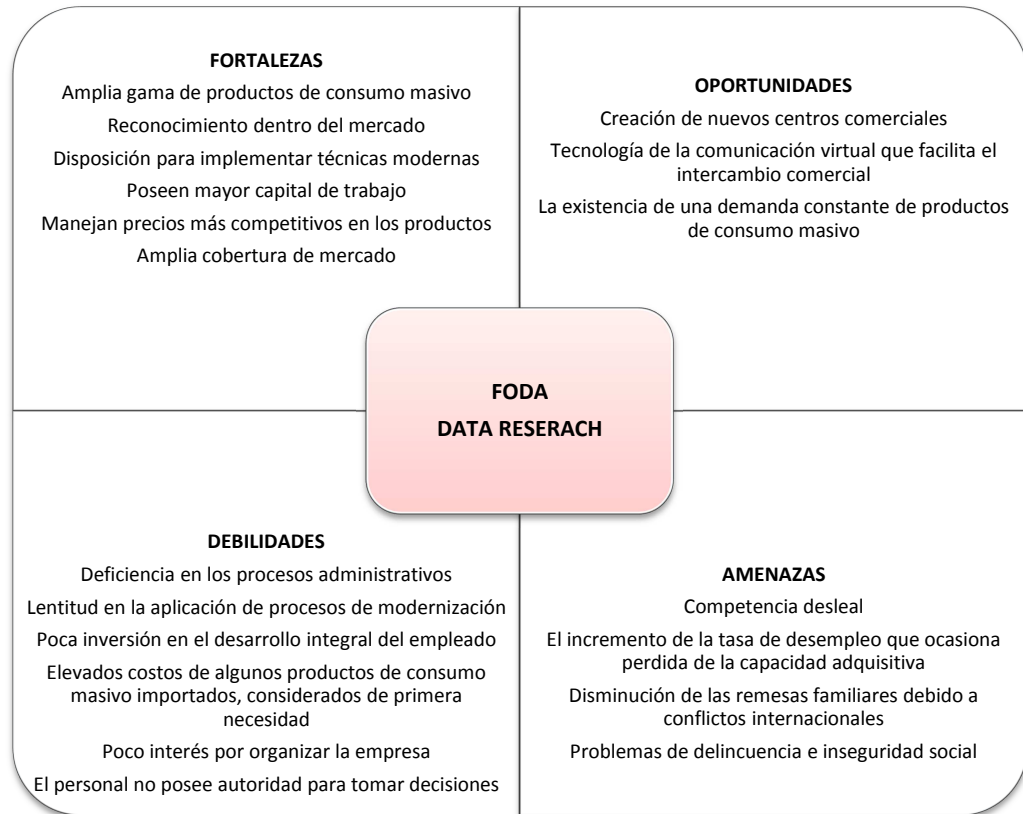 FORTALEZAS
Amplia gama de productos de consumo masivo
Reconocimiento dentro del mercado
Disposición para implementar técnicas modernas
Poseen mayor capital de trabajo
Manejan precios más competitivos en los productos
Amplia cobertura de mercado
OPORTUNIDADES
Creación de nuevos centros comerciales
Tecnología de la comunicación virtual que facilita el
intercambio comercial
La existencia de una demanda constante de productos
de consumo masivo
FODA
DATA RESERACH
DEBILIDADES
Deficiencia en los procesos administrativos
Lentitud en la aplicación de procesos de modernización
Poca inversión en el desarrollo integral del empleado
Elevados costos de algunos productos de consumo
masivo importados, considerados de primera
necesidad
Poco interés por organizar la empresa
El personal no posee autoridad para tomar decisiones
AMENAZAS
Competencia desleal
El incremento de la tasa de desempleo que ocasiona
perdida de la capacidad adquisitiva
Disminución de las remesas familiares debido a
conflictos internacionales
Problemas de delincuencia e inseguridad social